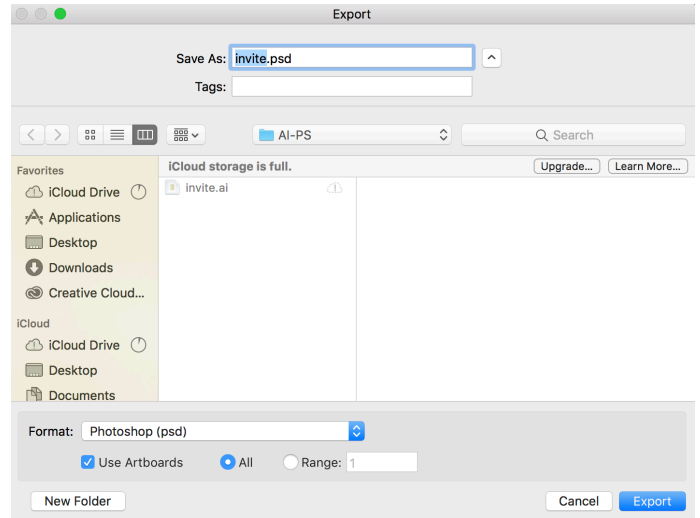 Export
Save As: invite.psd
Tags:
AI-PS
Search
Favorites
iCloud Drive
Applications
Desktop
Downloads
Creative Cloud...
iCloud
iCloud Drive
Desktop
Documents
iCloud storage is full. Upgrade... Learn More...
invite.ai
Format: Photoshop (psd)
Use Artboards All Range: 1
New Folder Cancel Export